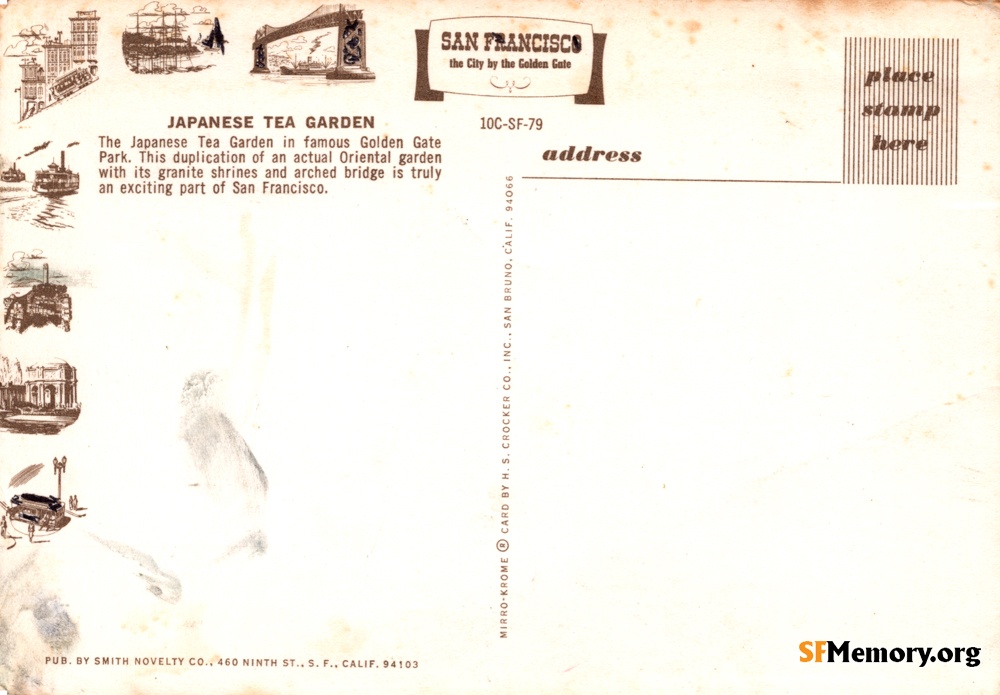 SAN FRANCISCO
the City by the Golden Gate
place
stamp
here
JAPANESE TEA GARDEN
10C-SF-79
The Japanese Tea Garden in famous Golden Gate
Park. This duplication of an actual Oriental garden
with its granite shrines and arched bridge is truly
an exciting part of San Francisco.
address
MIRRO-KROME ® CARD BY H. S. CROCKER CO., INC., SAN BRUNO, CALIF. 94066
PUB. BY SMITH NOVELTY CO., 460 NINTH ST., S. F., CALIF. 94103
SFMemory.org